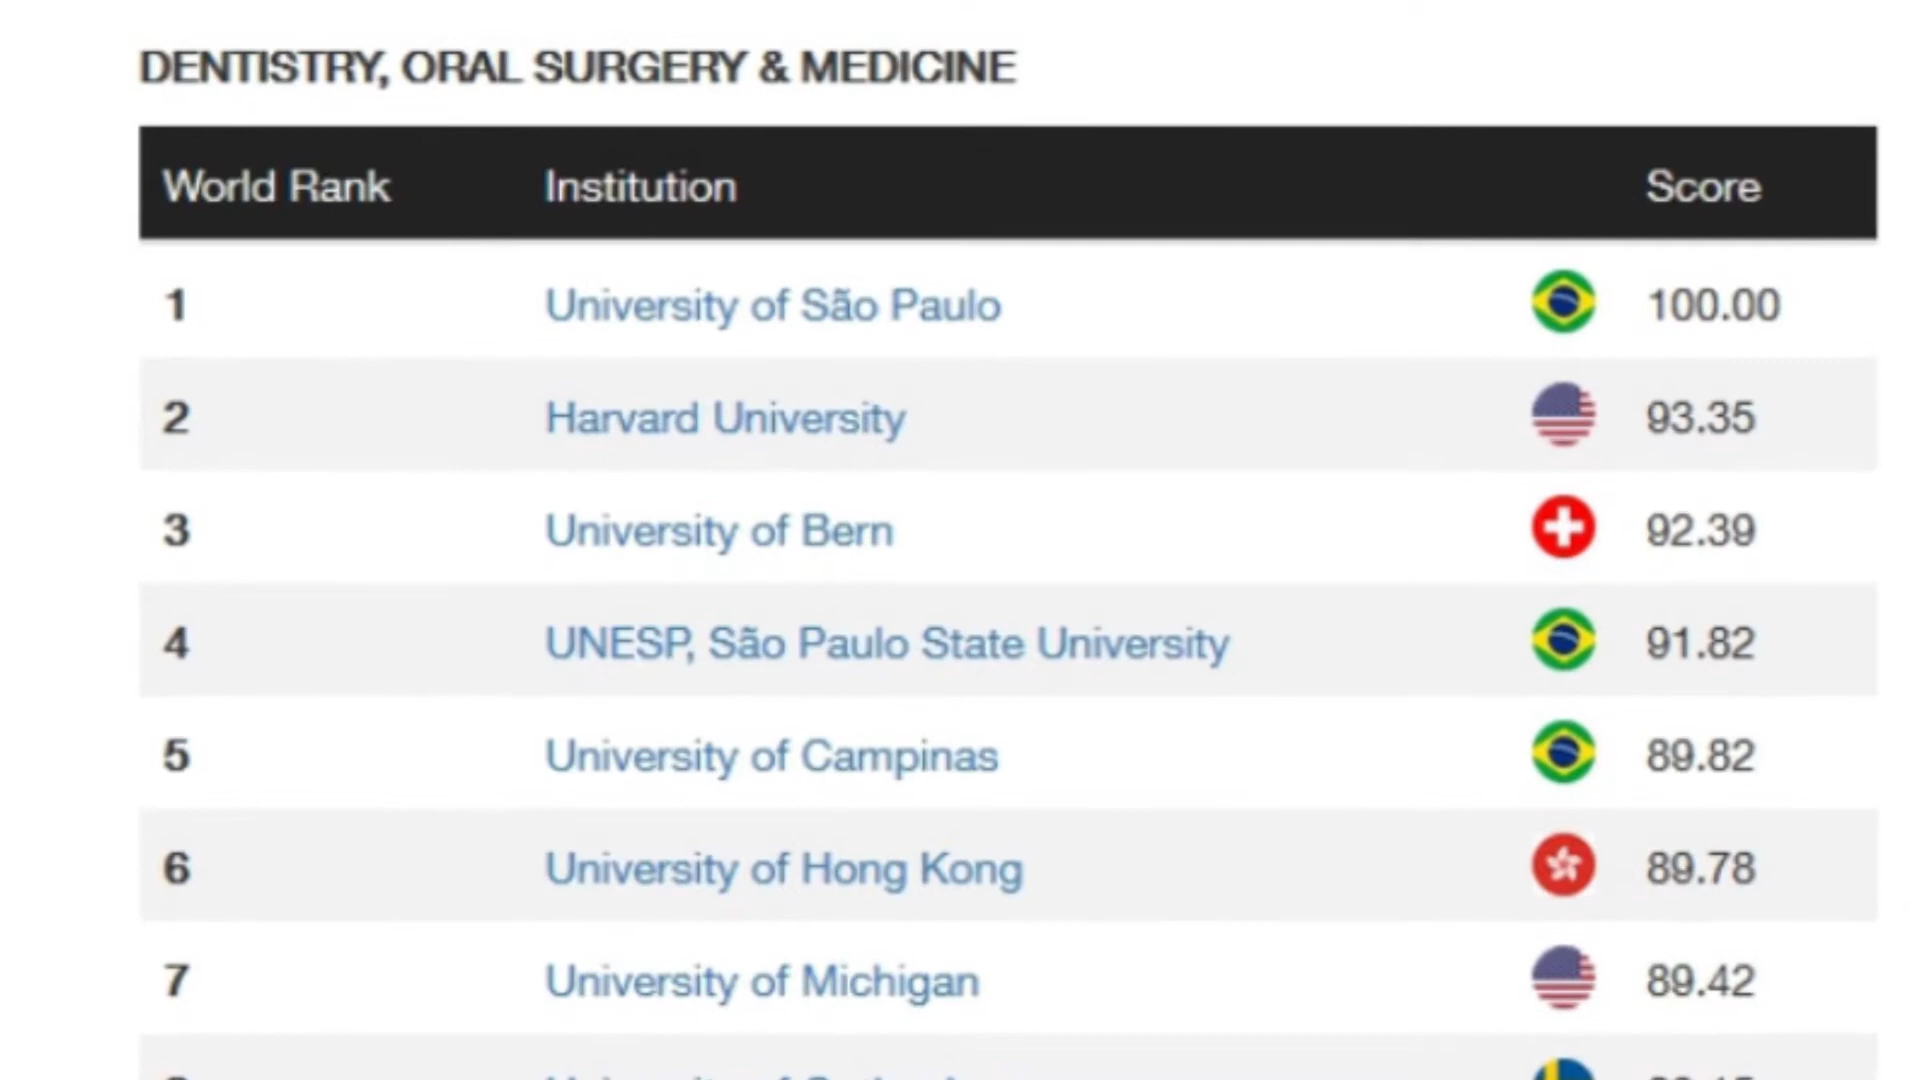 DENTISTRY, ORAL SURGERY & MEDICINE
World Rank Institution Score
1 University of São Paulo 100.00
2 Harvard University 93.35
3 University of Bern 92.39
4 UNESP, São Paulo State University 91.82
5 University of Campinas 89.82
6 University of Hong Kong 89.78
7 University of Michigan 89.42